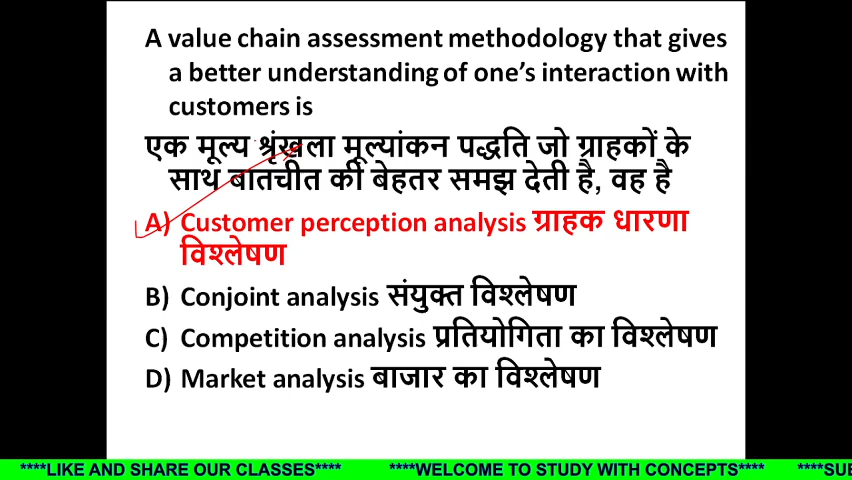 A value chain assessment methodology that gives
a better understanding of one's interaction with
customers is
एक मूल्य श्रृंखला मूल्यांकन पद्धति जो ग्राहकों के
साथ बातचीत की बेहतर समझ देती है, वह है
A) Customer perception analysis ग्राहक धारणा
विश्लेषण
B) Conjoint analysis संयुक्त विश्लेषण
C) Competition analysis प्रतियोगिता का विश्लेषण
D) Market analysis बाजार का विश्लेषण
****LIKE AND SHARE OUR CLASSES**** ****WELCOME TO STUDY WITH CONCEPTS**** ****SUB